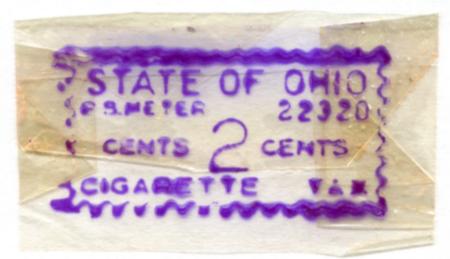 STATE OF OHIO
P.B. METER 22320
CENTS 2 CENTS
CIGARETTE TAX